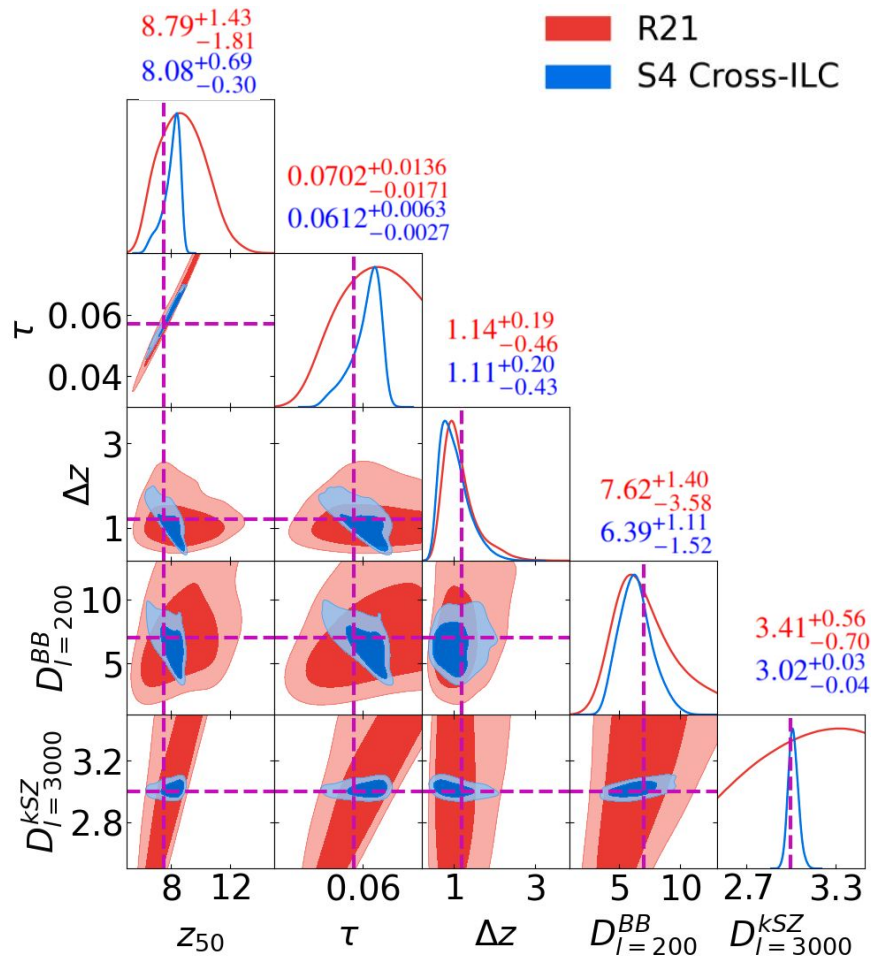 8.79+1.43−1.81
8.08+0.69−0.30
R21
S4 Cross-ILC
0.0702+0.0136−0.0171
0.0612+0.0063−0.0027
τ
0.06
0.04
1.14+0.19−0.46
1.11+0.20−0.43
Δz
3
1
7.62+1.40−3.58
6.39+1.11−1.52
D^{BB}_{l=200}
10
5
3.41+0.56−0.70
3.02+0.03−0.04
D^{kSZ}_{l=3000}
3.2
2.8
8 12 0.06 1 3 5 10 2.7 3.3
z_{50} τ Δz D^{BB}_{l=200} D^{kSZ}_{l=3000}